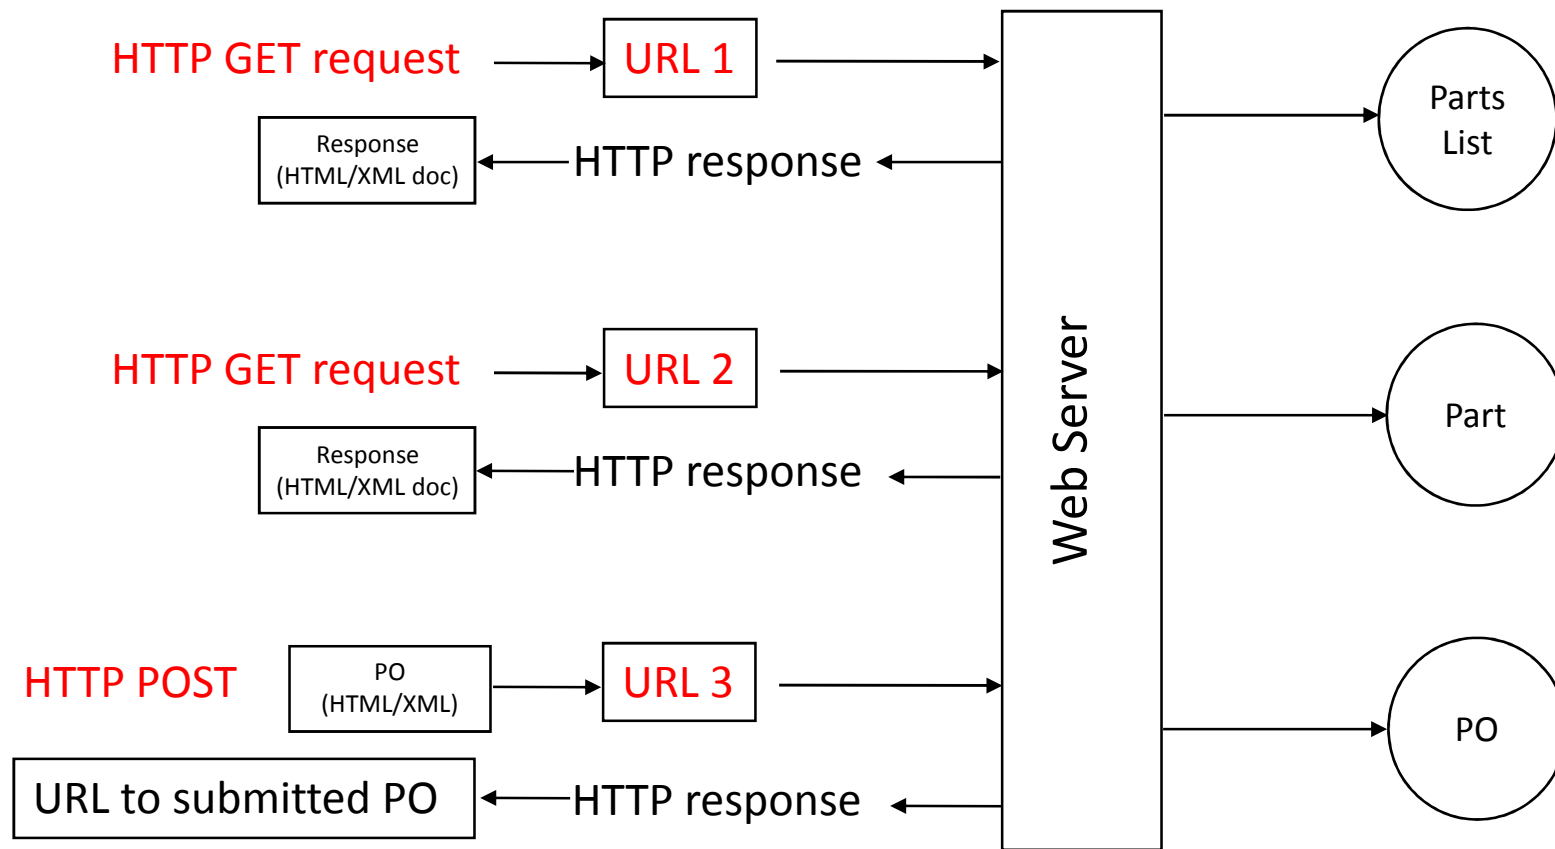 HTTP GET request
URL 1
Response
(HTML/XML doc)
HTTP response
Parts
List
HTTP GET request
URL 2
Response
(HTML/XML doc)
HTTP response
Web Server
Part
HTTP POST
PO
(HTML/XML)
URL 3
PO
URL to submitted PO
HTTP response